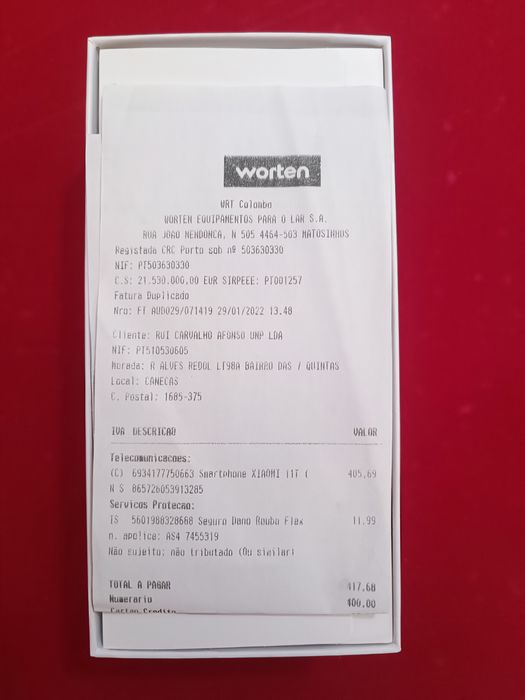 worten
WRT Colombo
WORTEN EQUIPAMENTOS PARA O LAR S.A.
RUA JOAO MENDONCA, N 505 4464-503 MATOSINHOS
Registada CRC Porto sob nº 503630330
NIF: PT503630330
C.S: 21.530.000,00 EUR SIRPEEE: PT001257
Fatura Duplicado
Nro: FT AUD029/071419 29/01/2022 13.48
Cliente: RUI CARVALHO AFONSO UNP LDA
NIF: PT510530605
Morada: R ALVES REDOL LT98A BAIRRO DAS / QUINTAS
Local: CANECAS
C. Postal: 1685-375
IVA DESCRICAO VALOR
Telecomunicacoes:
(C) 6934177750663 Smartphone XIAOMI 11T ( 405,69
N S 865726053913285
Servicos Protecao:
IS 5601988328668 Seguro Dano Roubo Flex 11.99
n. apolice: AS4 7455319
Não sujeito; não tributado (Ou similar)
TOTAL A PAGAR 417,68
Numerario 400,00
Cartao Credito